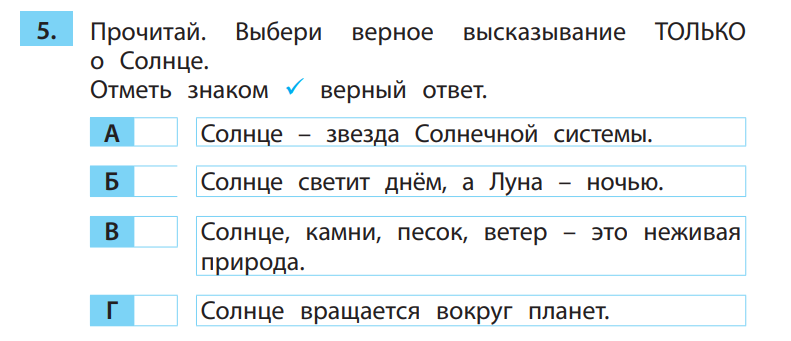 5. Прочитай. Выбери верное высказывание ТОЛЬКО
о Солнце.
Отметь знаком ✓ верный ответ.
А Солнце – звезда Солнечной системы.
Б Солнце светит днём, а Луна – ночью.
В Солнце, камни, песок, ветер – это неживая
природа.
Г Солнце вращается вокруг планет.